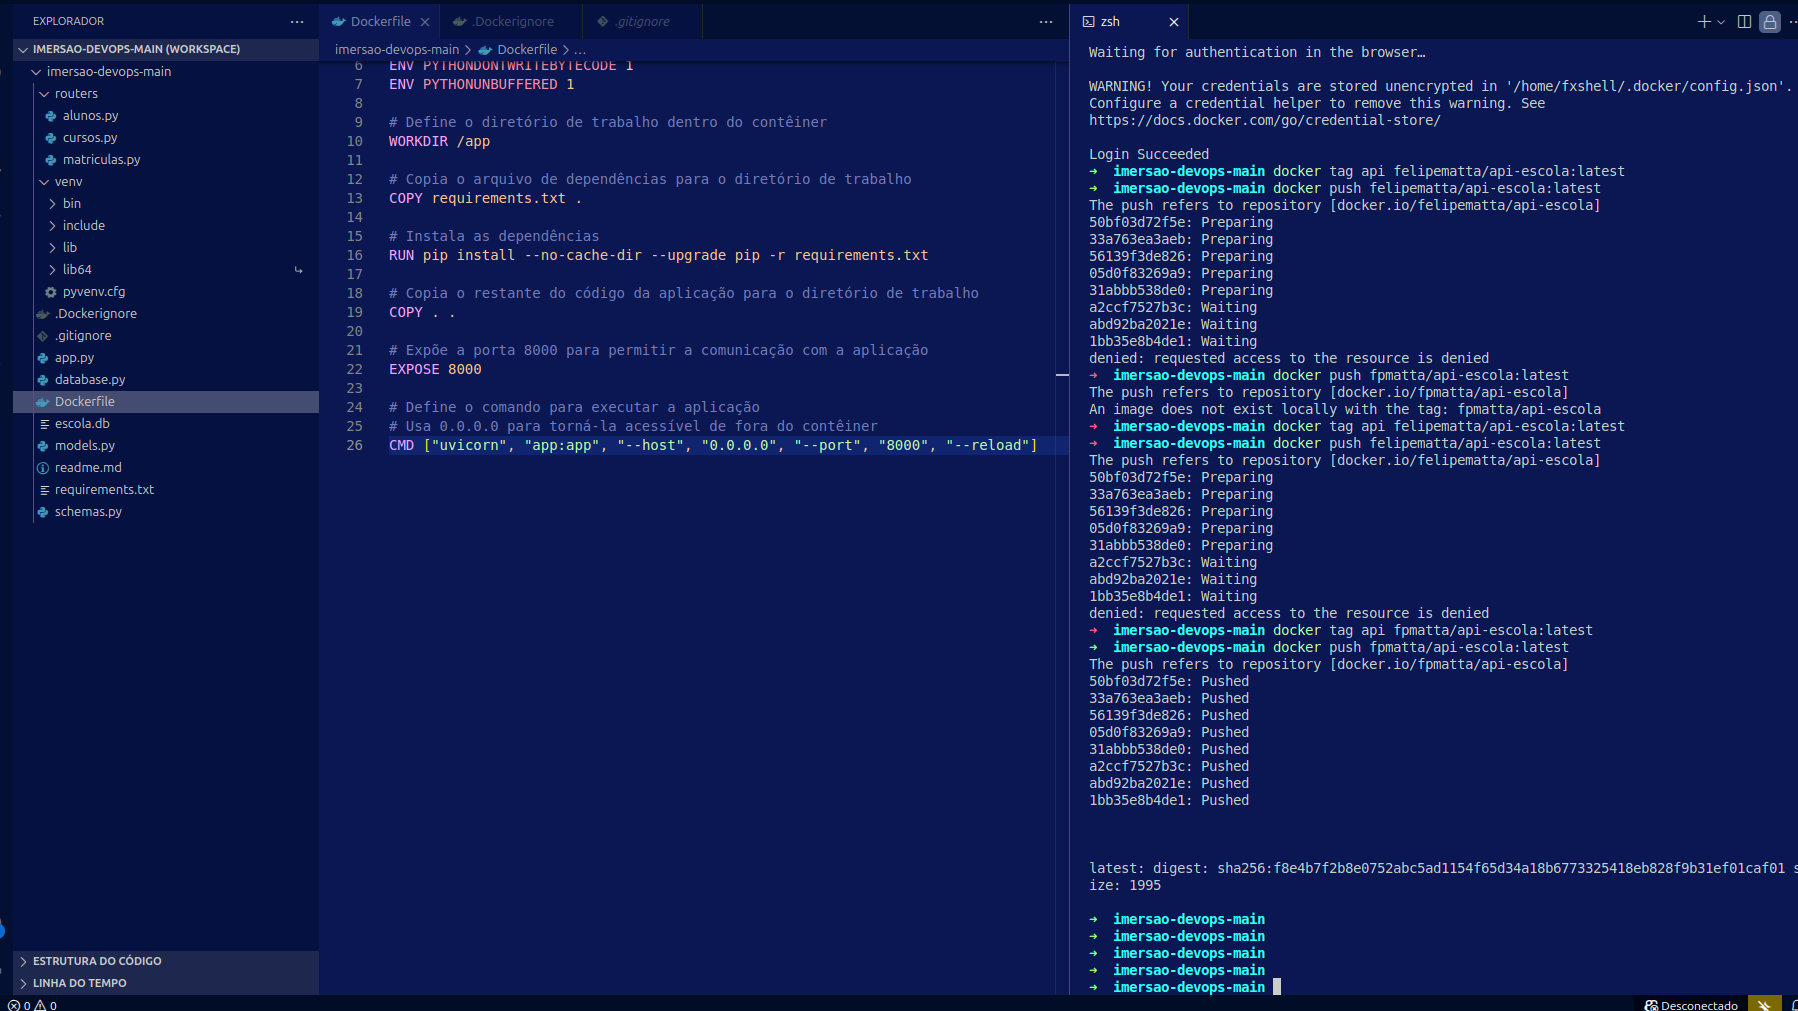 EXPLORADOR
IMERSAO-DEVOPS-MAIN (WORKSPACE)
imersao-devops-main
routers
alunos.py
cursos.py
matriculas.py
venv
bin
include
lib
lib64
pyvenv.cfg
.Dockerignore
.gitignore
app.py
database.py
Dockerfile
escola.db
models.py
readme.md
requirements.txt
schemas.py
ESTRUTURA DO CÓDIGO
LINHA DO TEMPO
0 0
Dockerfile
.Dockerignore
.gitignore
imersao-devops-main > Dockerfile > ...
6 ENV PYTHONDONTWRITEBYTECODE 1
7 ENV PYTHONUNBUFFERED 1
8
9 # Define o diretório de trabalho dentro do contêiner
10 WORKDIR /app
11
12 # Copia o arquivo de dependências para o diretório de trabalho
13 COPY requirements.txt .
14
15 # Instala as dependências
16 RUN pip install --no-cache-dir --upgrade pip -r requirements.txt
17
18 # Copia o restante do código da aplicação para o diretório de trabalho
19 COPY . .
20
21 # Expõe a porta 8000 para permitir a comunicação com a aplicação
22 EXPOSE 8000
23
24 # Define o comando para executar a aplicação
25 # Usa 0.0.0.0 para torná-la acessível de fora do contêiner
26 CMD ["uvicorn", "app:app", "--host", "0.0.0.0", "--port", "8000", "--reload"]
zsh
Waiting for authentication in the browser…
WARNING! Your credentials are stored unencrypted in '/home/fxshell/.docker/config.json'.
Configure a credential helper to remove this warning. See
https://docs.docker.com/go/credential-store/
Login Succeeded
➜ imersao-devops-main docker tag api felipematta/api-escola:latest
➜ imersao-devops-main docker push felipematta/api-escola:latest
The push refers to repository [docker.io/felipematta/api-escola]
50bf03d72f5e: Preparing
33a763ea3aeb: Preparing
56139f3de826: Preparing
05d0f83269a9: Preparing
31abbb538de0: Preparing
a2ccf7527b3c: Waiting
abd92ba2021e: Waiting
1bb35e8b4de1: Waiting
denied: requested access to the resource is denied
➜ imersao-devops-main docker push fpmatta/api-escola:latest
The push refers to repository [docker.io/fpmatta/api-escola]
An image does not exist locally with the tag: fpmatta/api-escola
➜ imersao-devops-main docker tag api felipematta/api-escola:latest
➜ imersao-devops-main docker push felipematta/api-escola:latest
The push refers to repository [docker.io/felipematta/api-escola]
50bf03d72f5e: Preparing
33a763ea3aeb: Preparing
56139f3de826: Preparing
05d0f83269a9: Preparing
31abbb538de0: Preparing
a2ccf7527b3c: Waiting
abd92ba2021e: Waiting
1bb35e8b4de1: Waiting
denied: requested access to the resource is denied
➜ imersao-devops-main docker tag api fpmatta/api-escola:latest
➜ imersao-devops-main docker push fpmatta/api-escola:latest
The push refers to repository [docker.io/fpmatta/api-escola]
50bf03d72f5e: Pushed
33a763ea3aeb: Pushed
56139f3de826: Pushed
05d0f83269a9: Pushed
31abbb538de0: Pushed
a2ccf7527b3c: Pushed
abd92ba2021e: Pushed
1bb35e8b4de1: Pushed
latest: digest: sha256:f8e4b7f2b8e0752abc5ad1154f65d34a18b6773325418eb828f9b31ef01caf01 s
ize: 1995
➜ imersao-devops-main
➜ imersao-devops-main
➜ imersao-devops-main
➜ imersao-devops-main
➜ imersao-devops-main
Desconectado